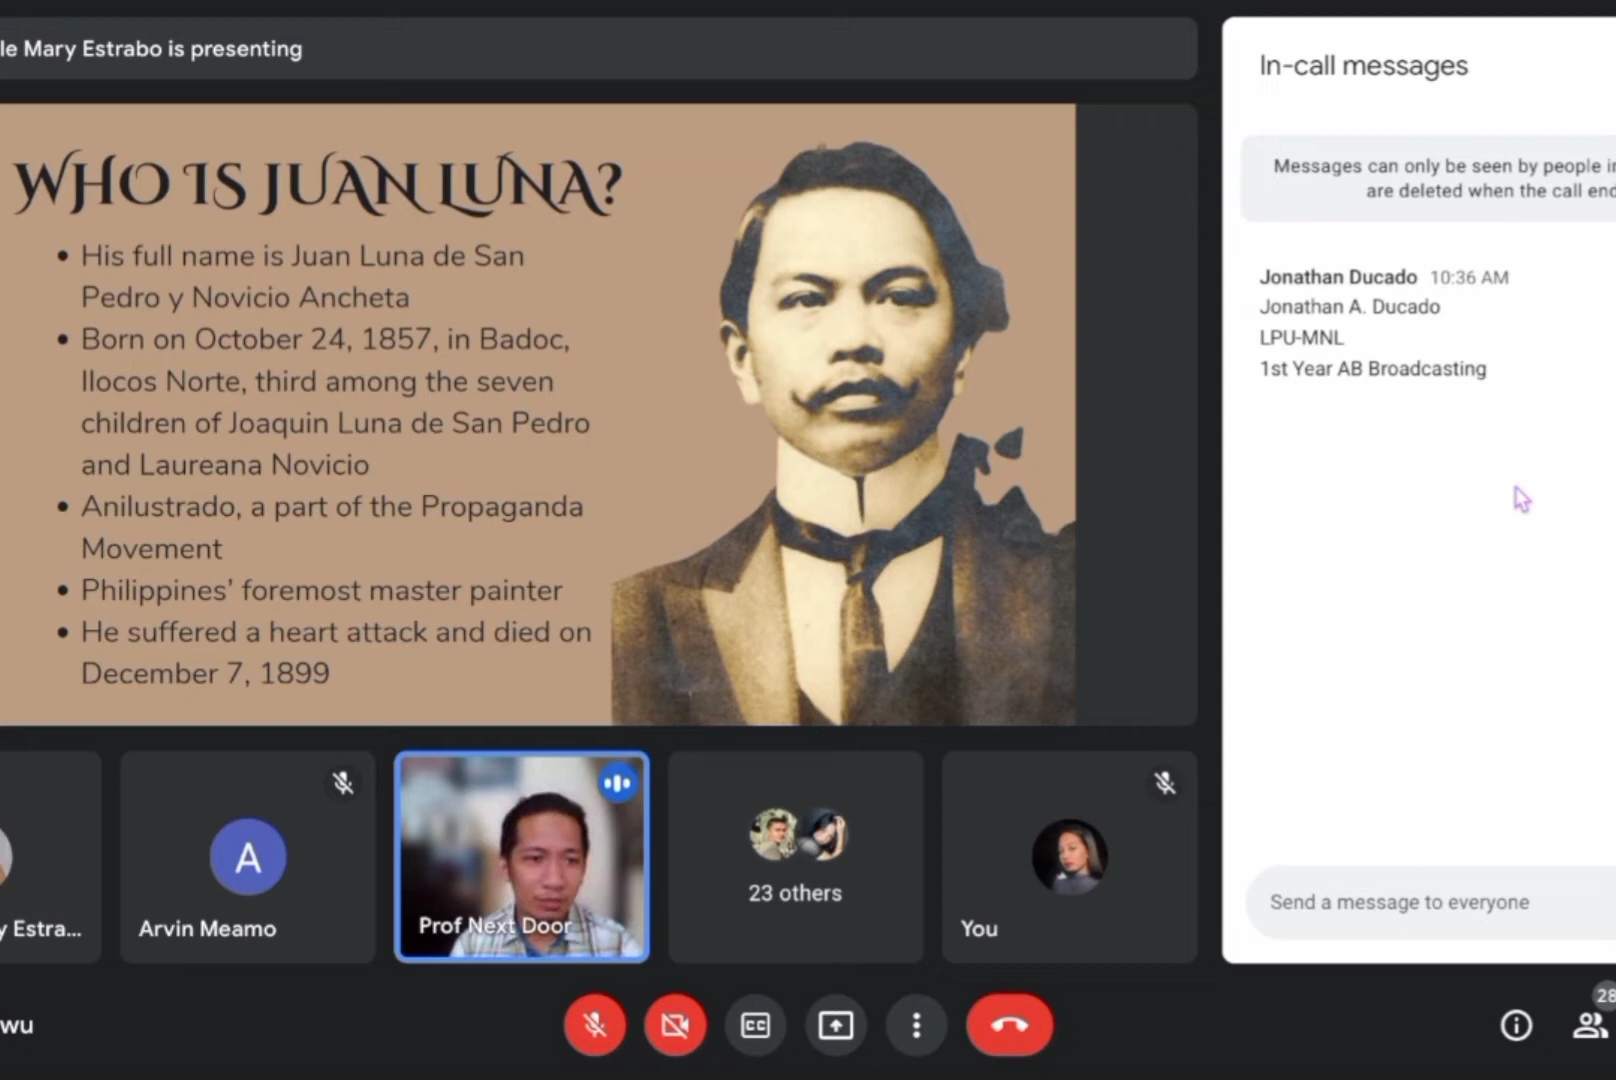 le Mary Estrabo is presenting
WHO IS JUAN LUNA?
• His full name is Juan Luna de San
Pedro y Novicio Ancheta
• Born on October 24, 1857, in Badoc,
Ilocos Norte, third among the seven
children of Joaquin Luna de San Pedro
and Laureana Novicio
• Anilustrado, a part of the Propaganda
Movement
• Philippines’ foremost master painter
• He suffered a heart attack and died on
December 7, 1899
y Estra...
A
Arvin Meamo
Prof Next Door
23 others
You
wu
CC
In-call messages
Messages can only be seen by people in
are deleted when the call end
Jonathan Ducado 10:36 AM
Jonathan A. Ducado
LPU-MNL
1st Year AB Broadcasting
Send a message to everyone
28